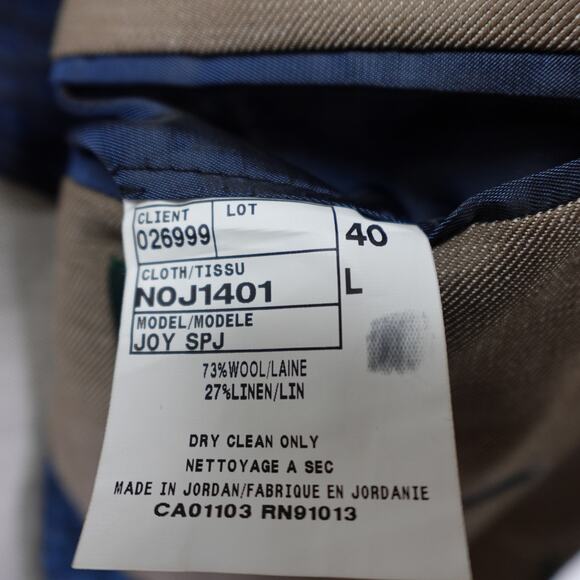 CLIENT LOT
026999 40
CLOTH/TISSU
NOJ1401 L
MODEL/MODELE
JOY SPJ
73%WOOL/LAINE
27%LINEN/LIN
DRY CLEAN ONLY
NETTOYAGE A SEC
MADE IN JORDAN/FABRIQUE EN JORDANIE
CA01103 RN91013